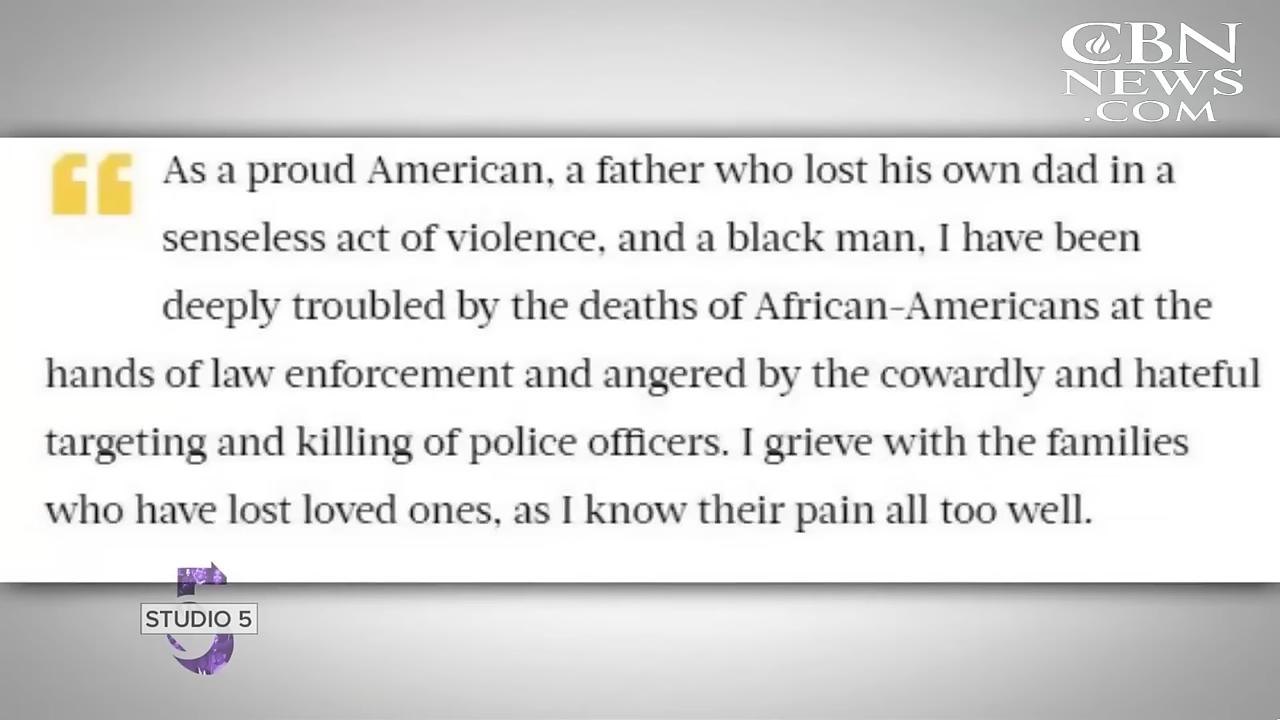 CBN
NEWS
.COM
As a proud American, a father who lost his own dad in a
senseless act of violence, and a black man, I have been
deeply troubled by the deaths of African-Americans at the
hands of law enforcement and angered by the cowardly and hateful
targeting and killing of police officers. I grieve with the families
who have lost loved ones, as I know their pain all too well.
5
STUDIO 5